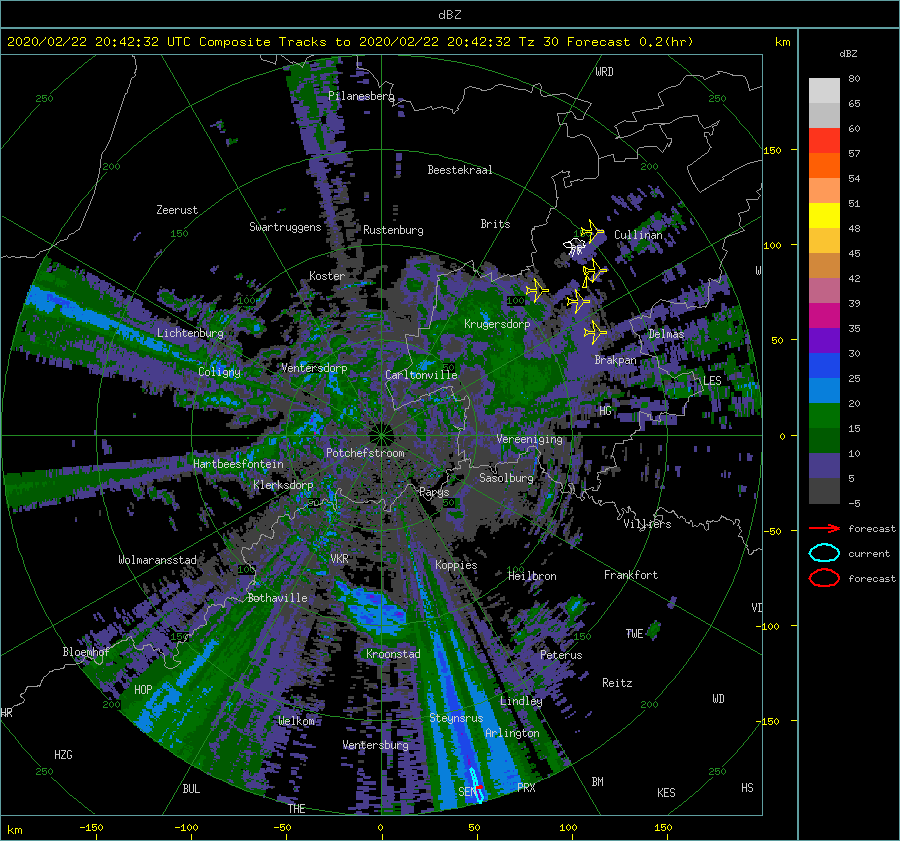 dBZ
2020/02/22 20:42:32 UTC Composite Tracks to 2020/02/22 20:42:32 Tz 30 Forecast 0.2(hr) km
dBZ
WRD
80
Pilanesberg
250 250
65
60
150
57
200 Beestekraal 200
54
51
Zeerust
Swartruggens Rustenburg Brits
150 Cullinan
48
100
45
Koster
42
100 100
39
Krugersdorp
35
Lichtenburg Delmas
50
30
Brakpan
Coligny Ventersdorp Carltonville
LES
25
HG
20
0
15
Vereeniging
Potchefstroom
10
Hartbeesfontein
Sasolburg
5
Klerksdorp Parys
50 50
-5
Villiers
forecast
-50
current
Wolmaransstad VKR Koppies
100 100
Heilbron Frankfort
forecast
Bothaville
-100
150 150
TWE
Bloemhof Kroonstad Peterus
HOP Reitz
200 Lindley 200 WD
HR
Welkom Steynsrus
-150
Arlington
Ventersburg
HZG
250 250
BUL SEN PRX BM KES HS
THE
km -150 -100 -50 0 50 100 150